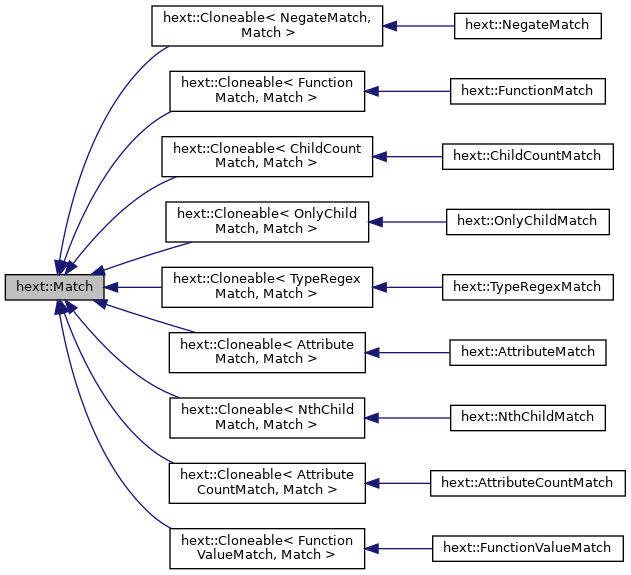 hext::Cloneable< NegateMatch,
Match >
hext::NegateMatch
hext::Cloneable< Function
Match, Match >
hext::FunctionMatch
hext::Cloneable< ChildCount
Match, Match >
hext::ChildCountMatch
hext::Cloneable< OnlyChild
Match, Match >
hext::OnlyChildMatch
hext::Match
hext::Cloneable< TypeRegex
Match, Match >
hext::TypeRegexMatch
hext::Cloneable< Attribute
Match, Match >
hext::AttributeMatch
hext::Cloneable< NthChild
Match, Match >
hext::NthChildMatch
hext::Cloneable< Attribute
CountMatch, Match >
hext::AttributeCountMatch
hext::Cloneable< Function
ValueMatch, Match >
hext::FunctionValueMatch